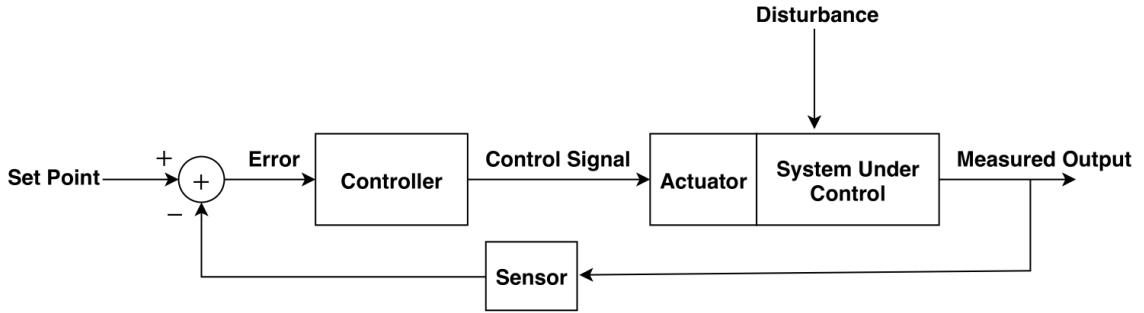 Disturbance
Set Point
+
−
+
Error
Controller
Control Signal
Actuator
System Under
Control
Measured Output
Sensor